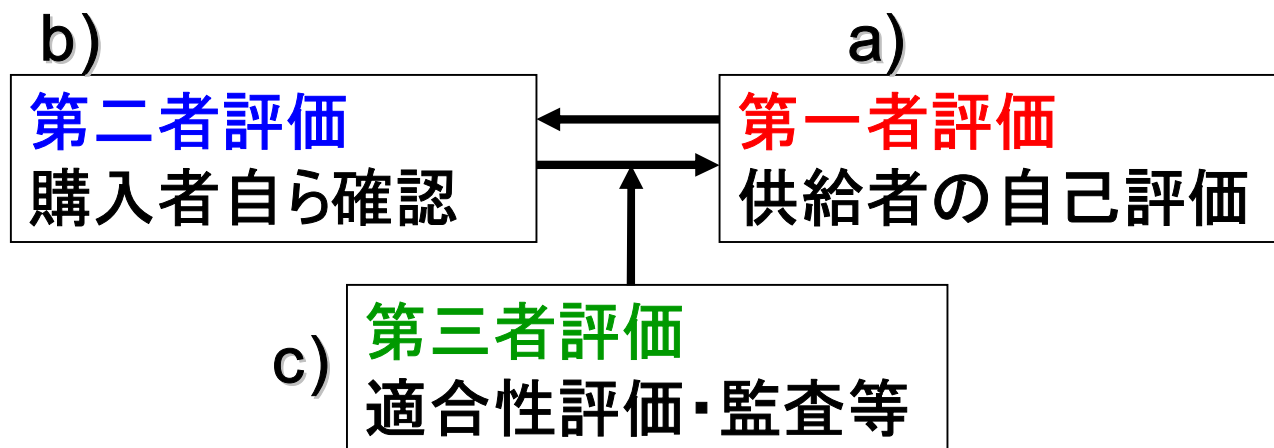 b)
第二者評価
購入者自ら確認
a)
第一者評価
供給者の自己評価
c)
第三者評価
適合性評価・監査等